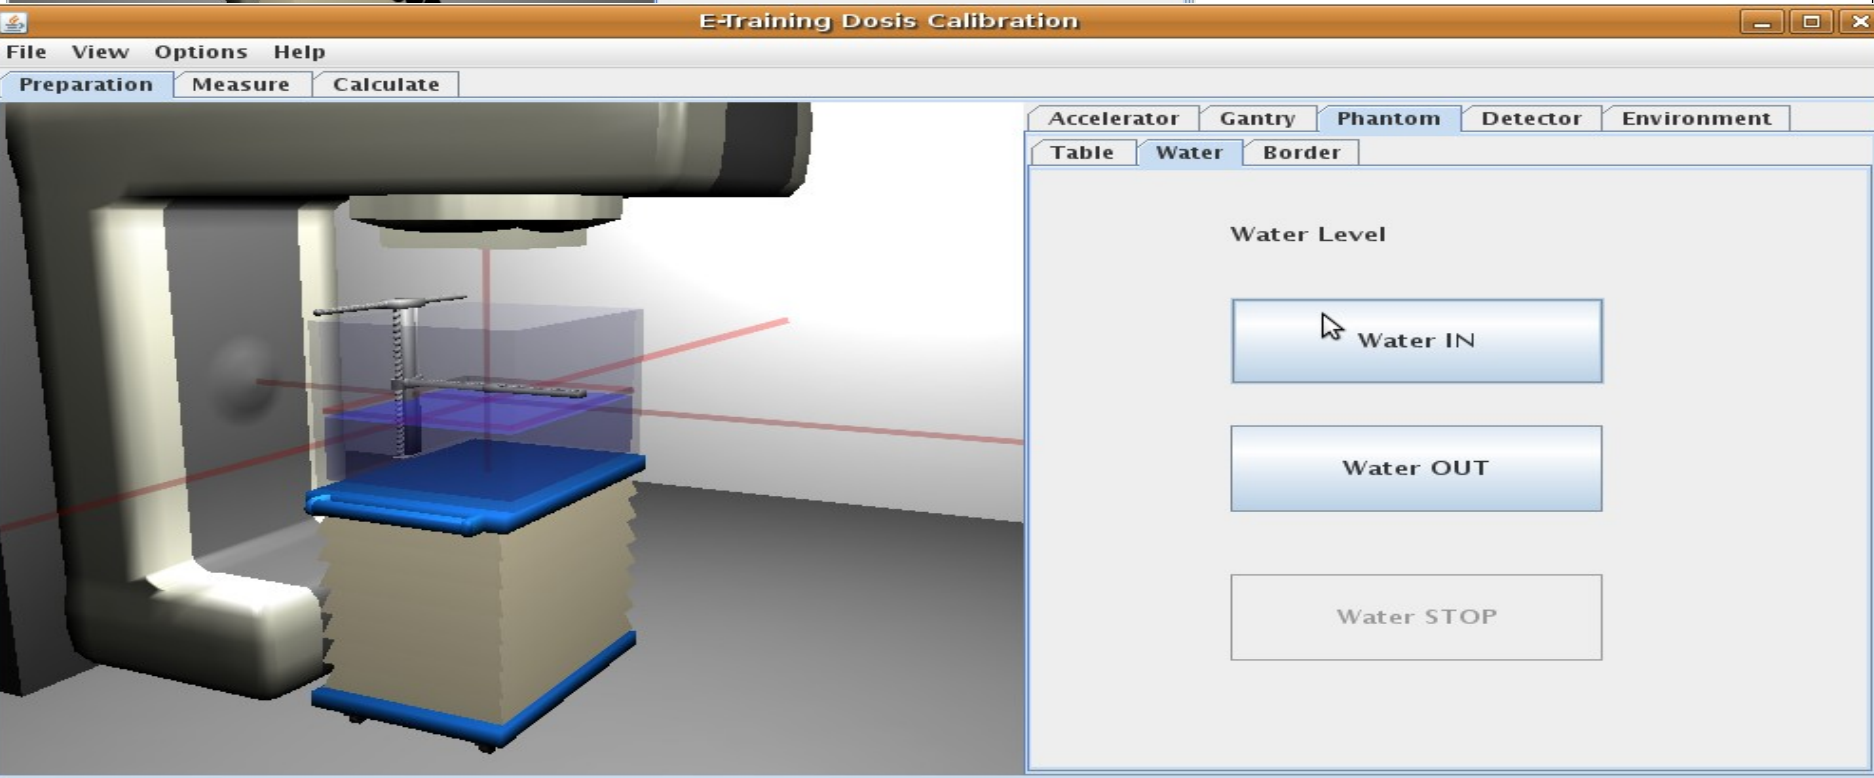 E-Training Dosis Calibration
File View Options Help
Preparation Measure Calculate
Accelerator Gantry Phantom Detector Environment
Table Water Border
Water Level
Water IN
Water OUT
Water STOP